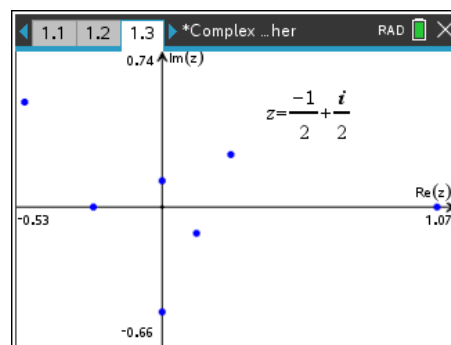 1.1 1.2 1.3 *Complex …her RAD
0.74 Im(z)
z=-1/2+i/2
Re(z)
-0.53 1.07
-0.66